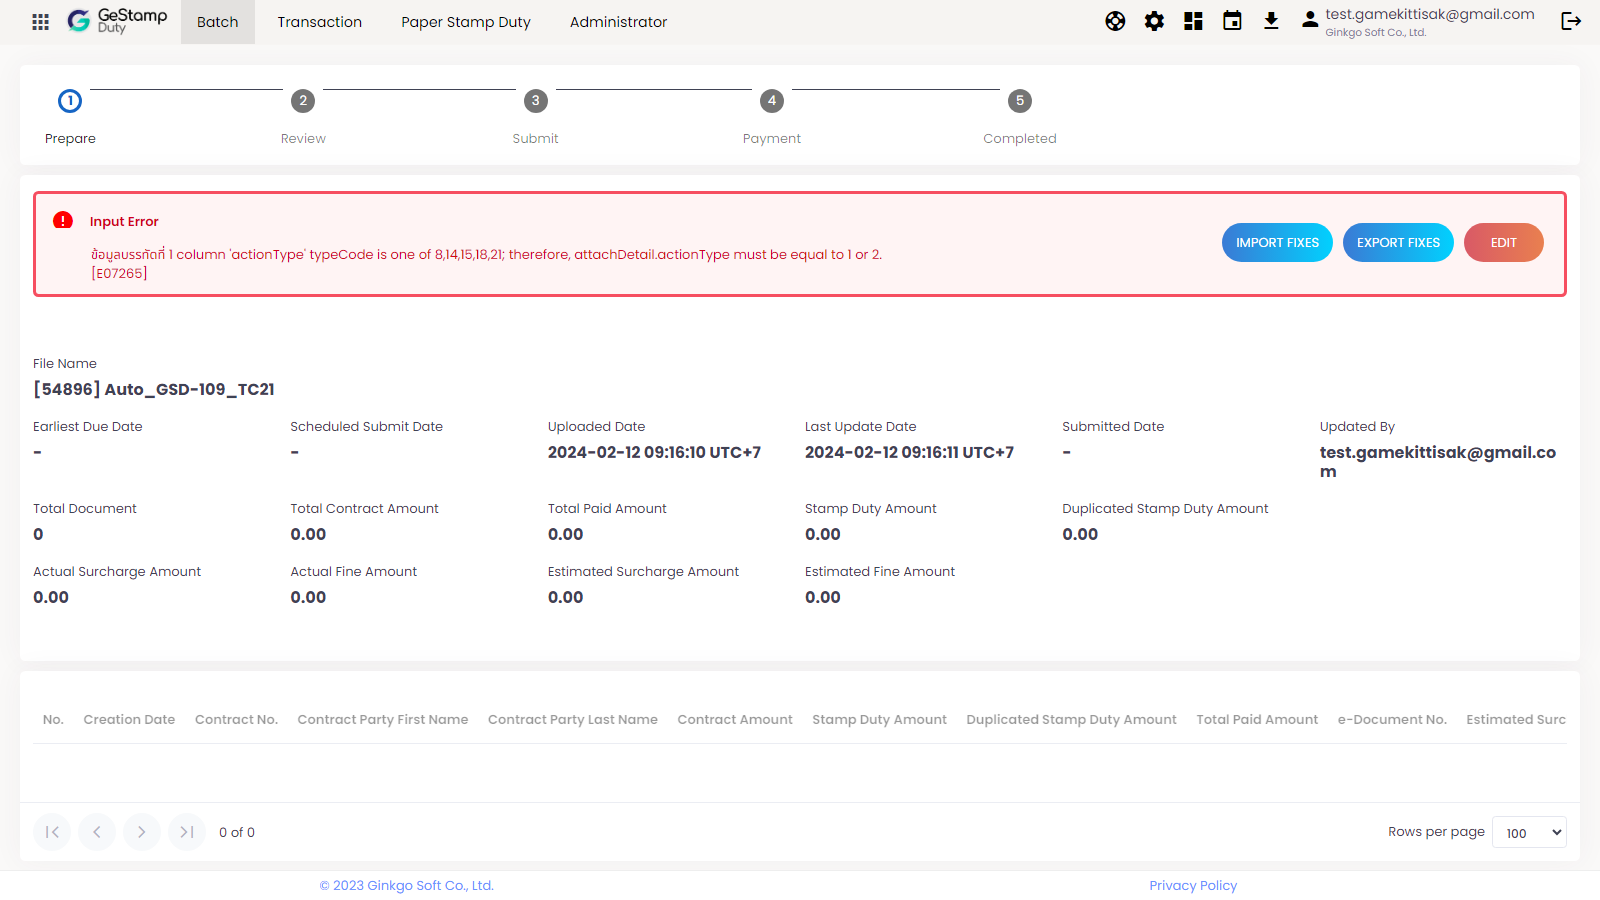 GeStamp
Duty
Batch
Transaction
Paper Stamp Duty
Administrator
test.gamekittisak@gmail.com
Ginkgo Soft Co., Ltd.
1
2
3
4
5
Prepare
Review
Submit
Payment
Completed
Input Error
ข้อมูลบรรทัดที่ 1 column 'actionType' typeCode is one of 8,14,15,18,21; therefore, attachDetail.actionType must be equal to 1 or 2.
[E07265]
IMPORT FIXES
EXPORT FIXES
EDIT
File Name
[54896] Auto_GSD-109_TC21
Earliest Due Date
Scheduled Submit Date
Uploaded Date
Last Update Date
Submitted Date
Updated By
-
-
2024-02-12 09:16:10 UTC+7
2024-02-12 09:16:11 UTC+7
-
test.gamekittisak@gmail.co
m
Total Document
Total Contract Amount
Total Paid Amount
Stamp Duty Amount
Duplicated Stamp Duty Amount
0
0.00
0.00
0.00
0.00
Actual Surcharge Amount
Actual Fine Amount
Estimated Surcharge Amount
Estimated Fine Amount
0.00
0.00
0.00
0.00
No.
Creation Date
Contract No.
Contract Party First Name
Contract Party Last Name
Contract Amount
Stamp Duty Amount
Duplicated Stamp Duty Amount
Total Paid Amount
e-Document No.
Estimated Surc
0 of 0
Rows per page
100
© 2023 Ginkgo Soft Co., Ltd.
Privacy Policy